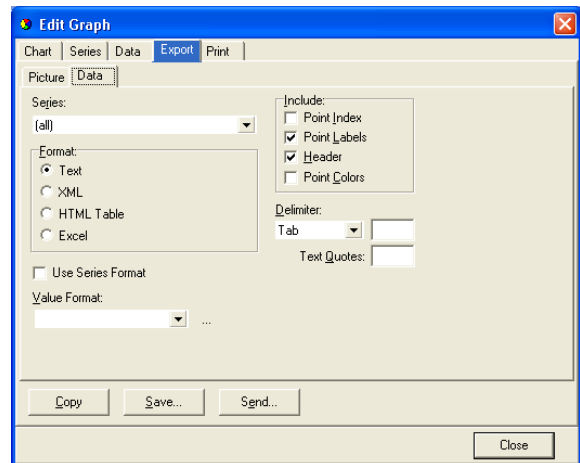 Edit Graph
Chart Series Data Export Print
Picture Data
Series:
(all)
Format:
Text
XML
HTML Table
Excel
Use Series Format
Value Format:
...
Include:
Point Index
Point Labels
Header
Point Colors
Delimiter:
Tab
Text Quotes:
Copy Save... Send...
Close